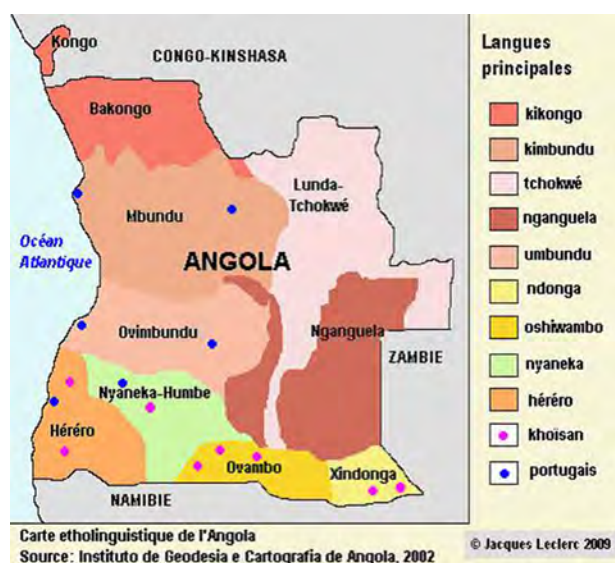 Kongo
CONGO-KINSHASA
Bakongo
Lunda-
Tchokwé
Mbundu
Océan
Atlantique
ANGOLA
Ovimbundu
Nganguela
ZAMBIE
Nyaneka-Humbe
Héréro
Ovambo
Xindonga
NAMIBIE
Langues
principales
kikongo
kimbundu
tchokwé
nganguela
umbundu
ndonga
oshiwambo
nyaneka
héréro
khoïsan
portugais
Carte etholinguistique de l'Angola
Source: Instituto de Geodesia e Cartografia de Angola, 2002
© Jacques Leclerc 2009